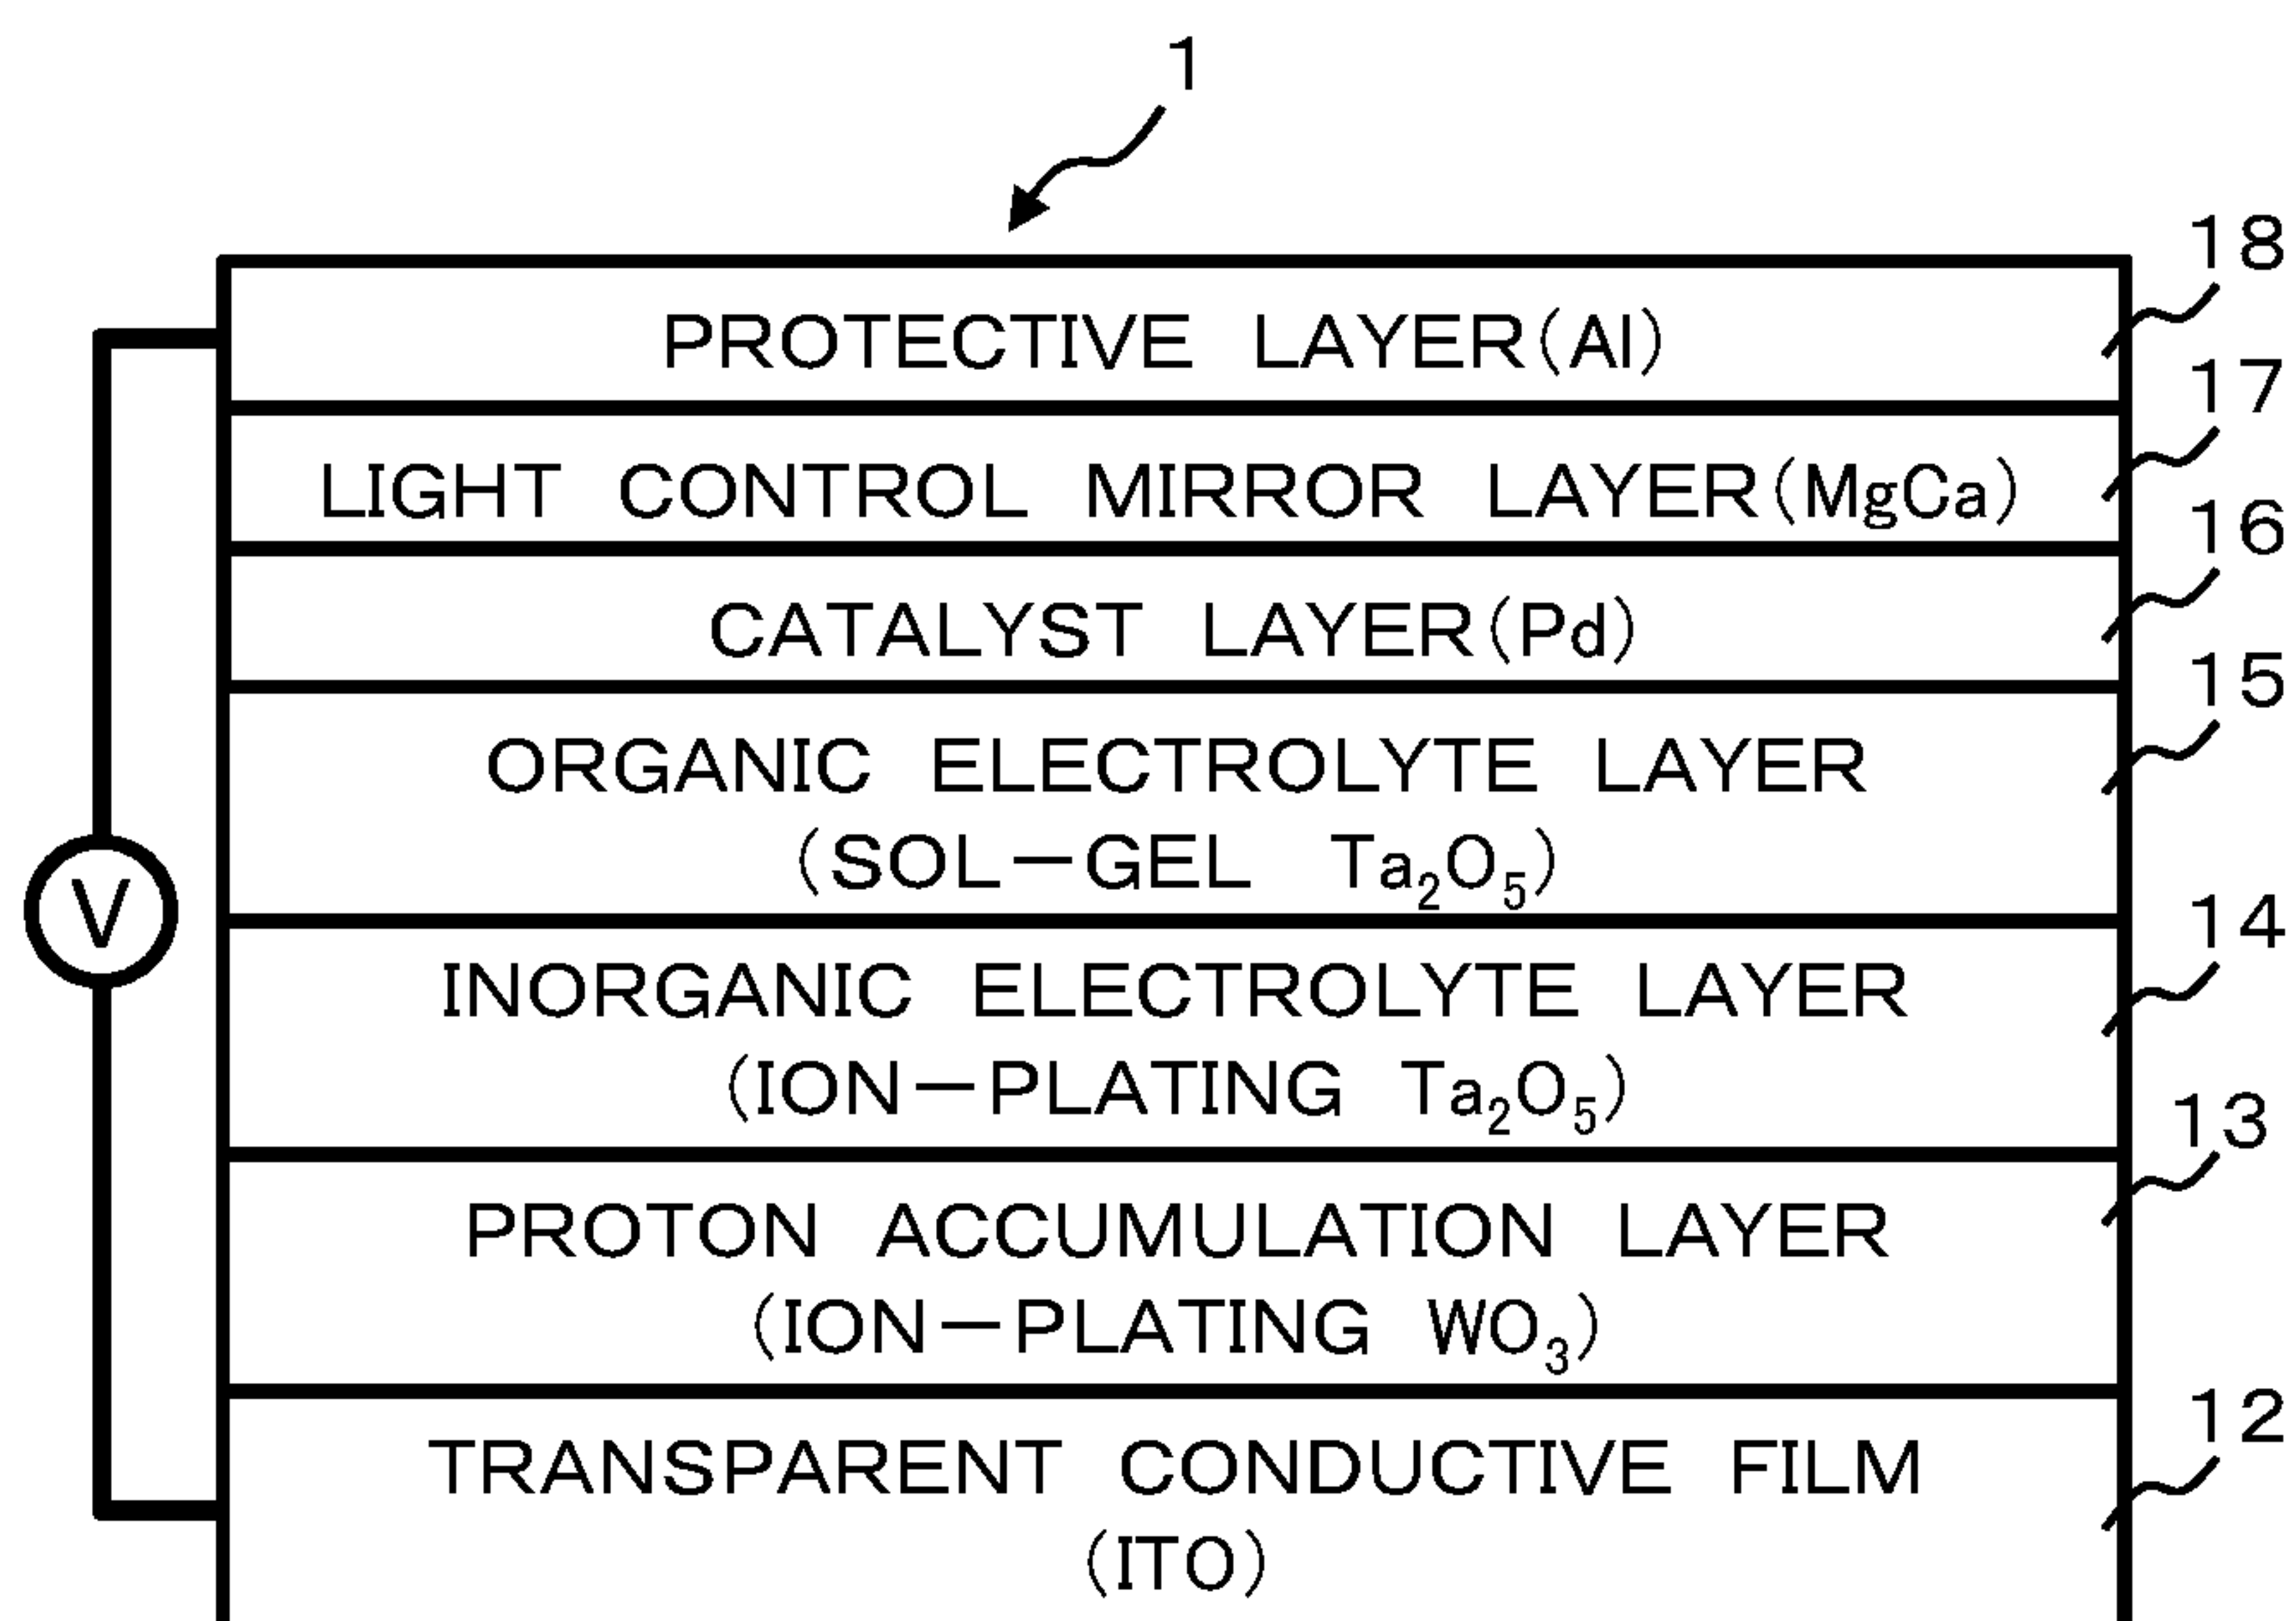 1
18
PROTECTIVE LAYER(Al)
17
LIGHT CONTROL MIRROR LAYER(MgCa)
16
CATALYST LAYER(Pd)
15
ORGANIC ELECTROLYTE LAYER
(SOL—GEL Ta₂O₅)
14
INORGANIC ELECTROLYTE LAYER
(ION—PLATING Ta₂O₅)
13
PROTON ACCUMULATION LAYER
(ION—PLATING WO₃)
12
TRANSPARENT CONDUCTIVE FILM
(ITO)
V